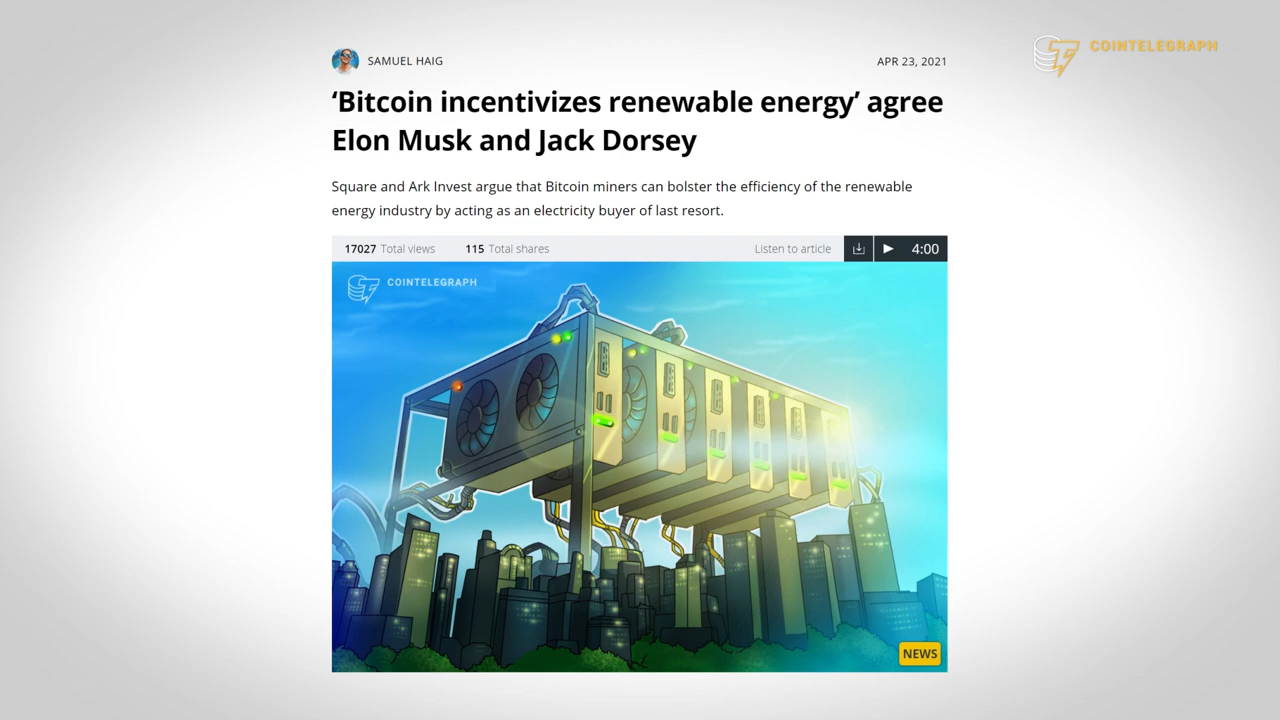 COINTELEGRAPH
SAMUEL HAIG APR 23, 2021
‘Bitcoin incentivizes renewable energy’ agree
Elon Musk and Jack Dorsey
Square and Ark Invest argue that Bitcoin miners can bolster the efficiency of the renewable
energy industry by acting as an electricity buyer of last resort.
17027 Total views 115 Total shares Listen to article 4:00
COINTELEGRAPH
NEWS